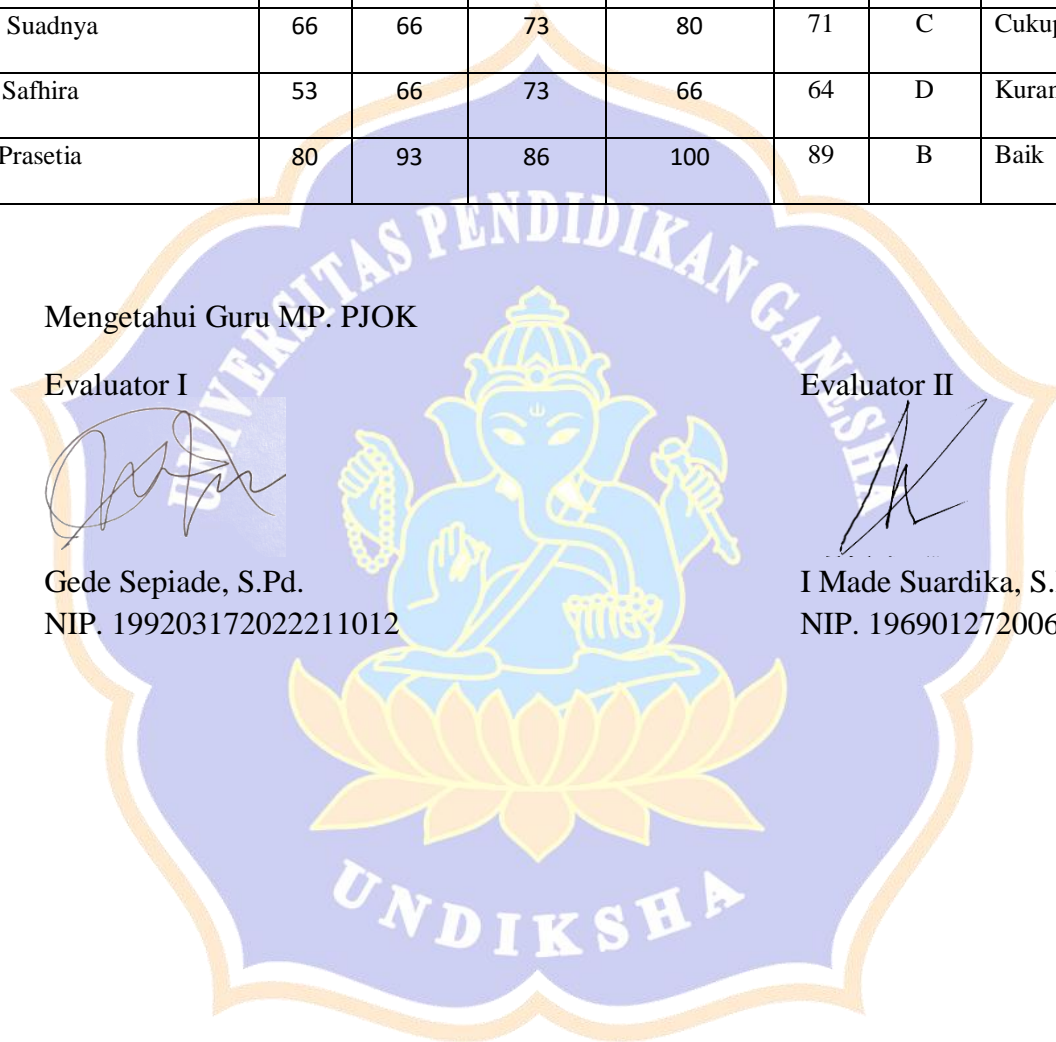 Suadnya 66 66 73 80 71 C Cukup
Safhira 53 66 73 66 64 D Kuran
Prasetia 80 93 86 100 89 B Baik
UNIVERSITAS PENDIDIKAN GANESHA
Mengetahui Guru MP. PJOK
Evaluator I Evaluator II
Gede Sepiade, S.Pd. I Made Suardika, S.
NIP. 199203172022211012 NIP. 196901272006
UNDIKSHA